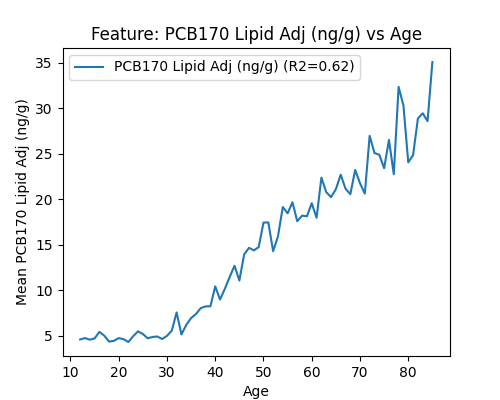 Feature: PCB170 Lipid Adj (ng/g) vs Age
PCB170 Lipid Adj (ng/g) (R2=0.62)
Mean PCB170 Lipid Adj (ng/g)
35
30
25
20
15
10
5
10 20 30 40 50 60 70 80
Age